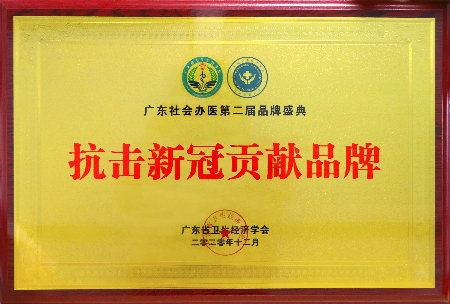 广东社会办医第二届品牌盛典
抗击新冠贡献品牌
广东省卫生经济学会
二零二零年十二月